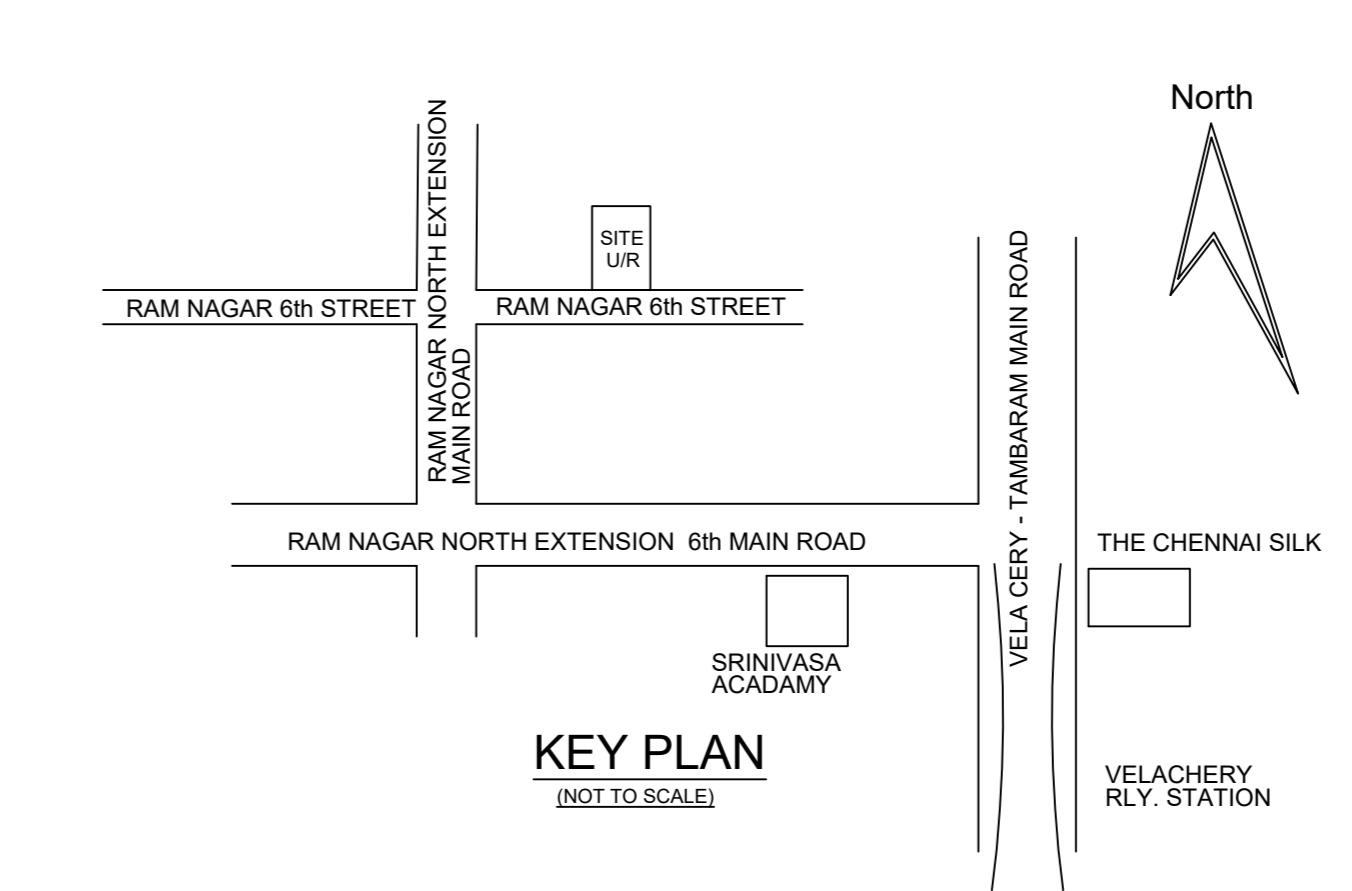 North
RAM NAGAR NORTH EXTENSION
MAIN ROAD
SITE
U/R
RAM NAGAR 6th STREET
RAM NAGAR 6th STREET
VELA CERY - TAMBARAM MAIN ROAD
RAM NAGAR NORTH EXTENSION 6th MAIN ROAD
THE CHENNAI SILK
SRINIVASA
ACADAMY
KEY PLAN
(NOT TO SCALE)
VELACHERY
RLY. STATION